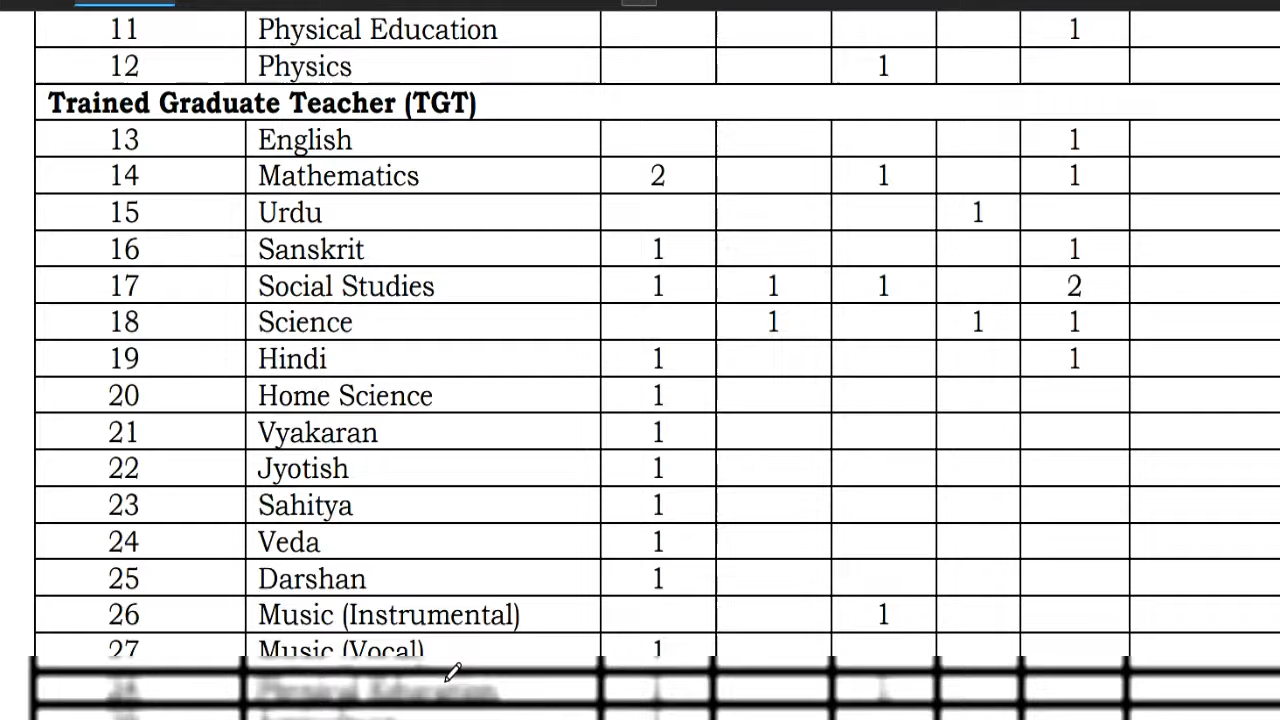 11 Physical Education 1
12 Physics 1
Trained Graduate Teacher (TGT)
13 English 1
14 Mathematics 2 1 1
15 Urdu 1
16 Sanskrit 1 1
17 Social Studies 1 1 1 2
18 Science 1 1 1
19 Hindi 1 1
20 Home Science 1
21 Vyakaran 1
22 Jyotish 1
23 Sahitya 1
24 Veda 1
25 Darshan 1
26 Music (Instrumental) 1
27 Music (Vocal) 1